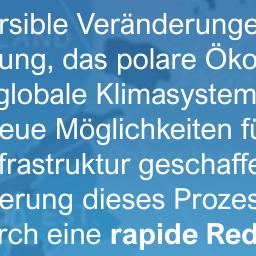 rsible Veränderunge
ung, das polare Öko
globale Klimasystem
eue Möglichkeiten fü
frastruktur geschaffe
erung dieses Prozes
rch eine rapide Red